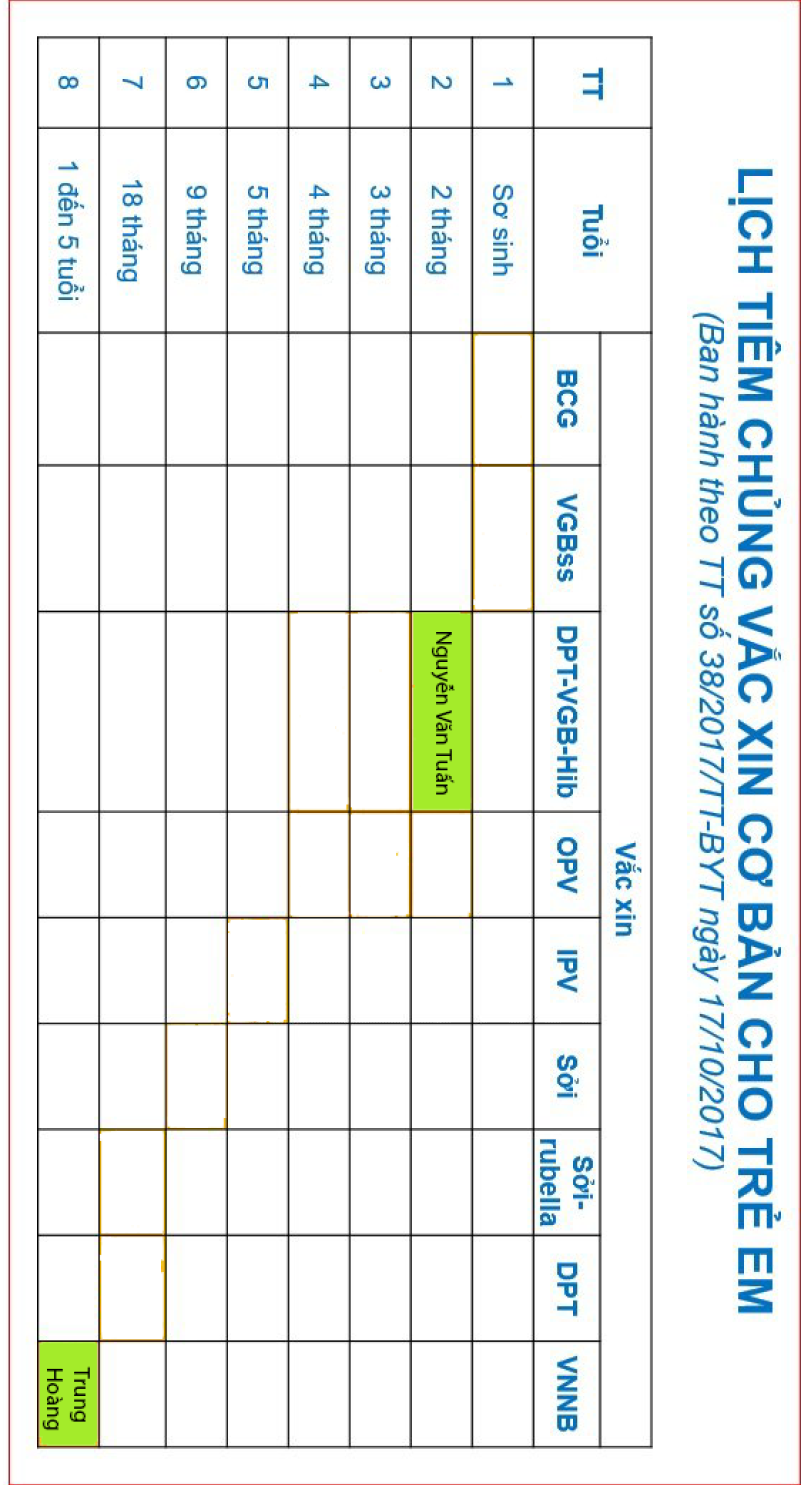 LỊCH TIÊM CHỦNG VẮC XIN CƠ BẢN CHO TRẺ EM
(Ban hành theo TT số 38/2017/TT-BYT ngày 17/10/2017)
TT Tuổi Vắc xin
BCG VGBss DPT-VGB-Hib OPV IPV Sởi Sởi-rubella DPT VNNB
1 Sơ sinh
2 2 tháng Nguyễn Văn Tuấn
3 3 tháng
4 4 tháng
5 5 tháng
6 9 tháng
7 18 tháng
8 1 đến 5 tuổi Trung Hoàng